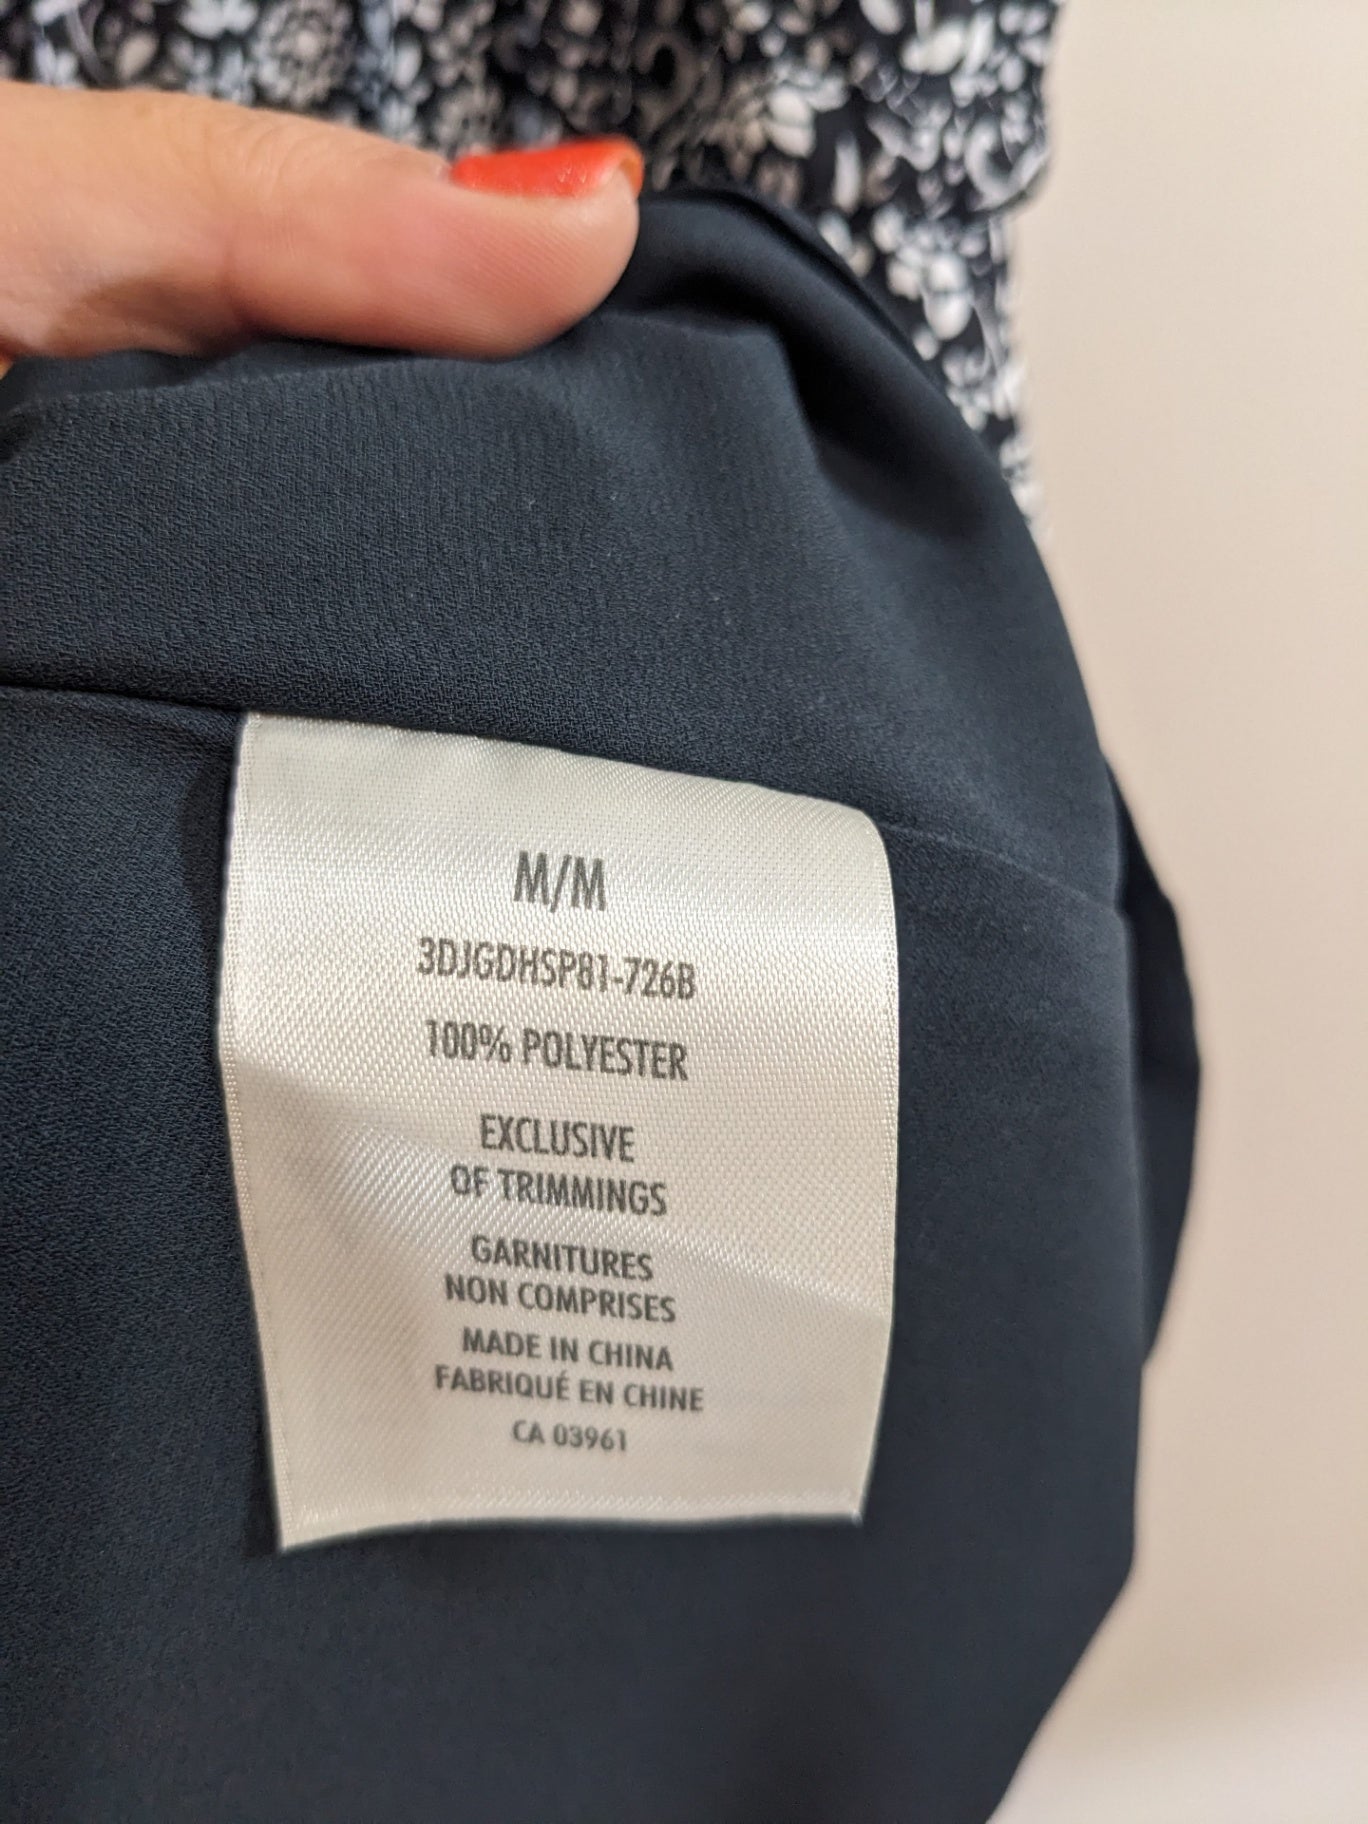 M/M
3DJGDHSP81-726B
100% POLYESTER
EXCLUSIVE
OF TRIMMINGS
GARNITURES
NON COMPRISES
MADE IN CHINA
FABRIQUÉ EN CHINE
CA 03961